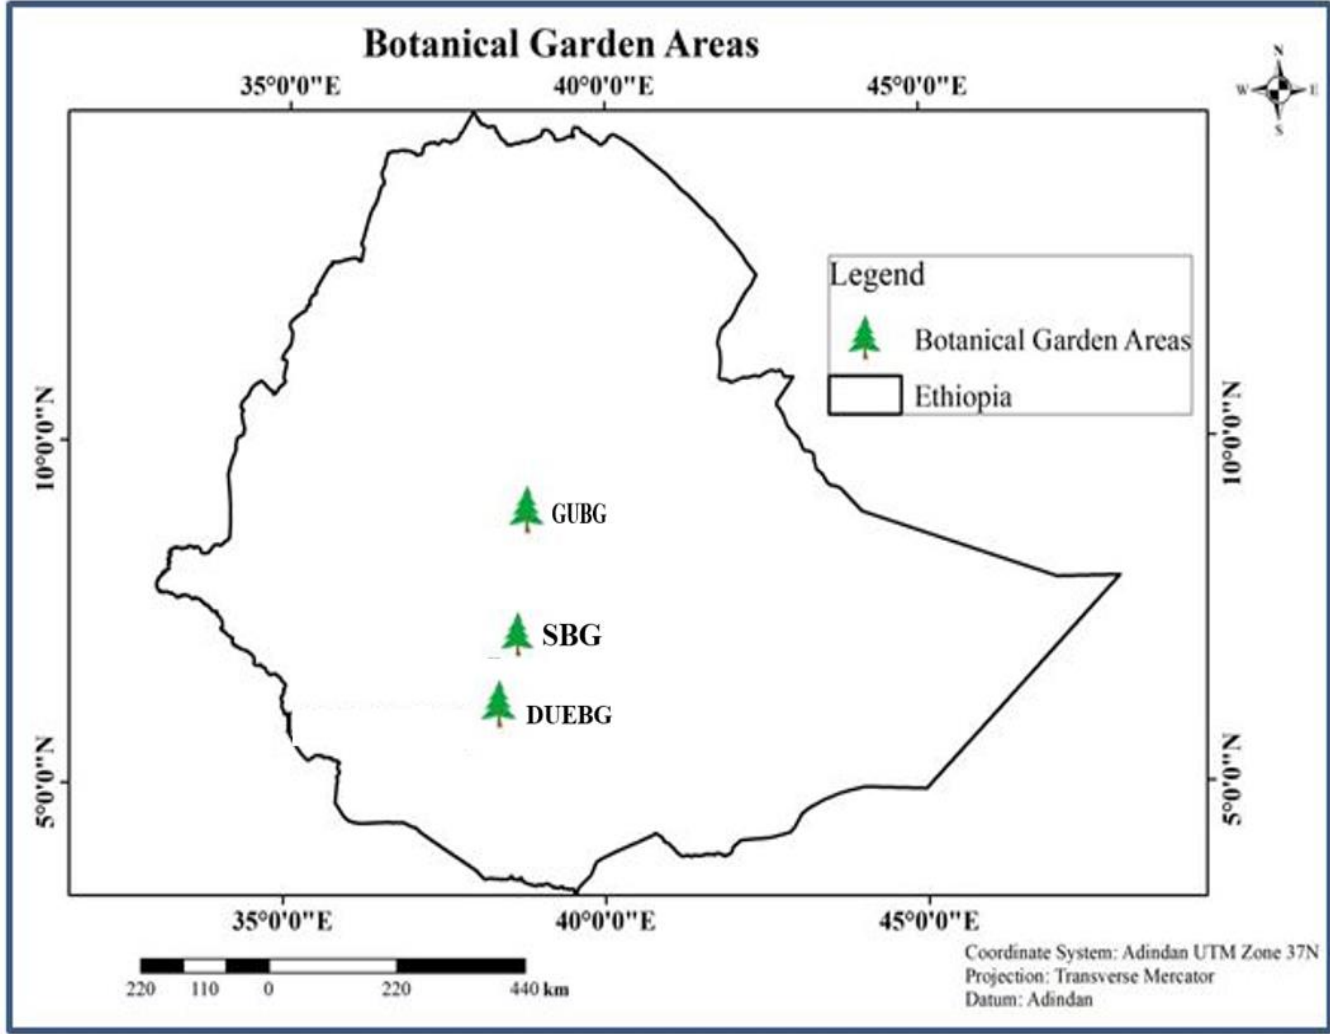 Botanical Garden Areas
35°0'0"E 40°0'0"E 45°0'0"E
N
W E
S
Legend
Botanical Garden Areas
Ethiopia
10°0'0"N 10°0'0"N
GUBG
SBG
DUEBG
5°0'0"N 5°0'0"N
35°0'0"E 40°0'0"E 45°0'0"E
220 110 0 220 440 km
Coordinate System: Adindan UTM Zone 37N
Projection: Transverse Mercator
Datum: Adindan